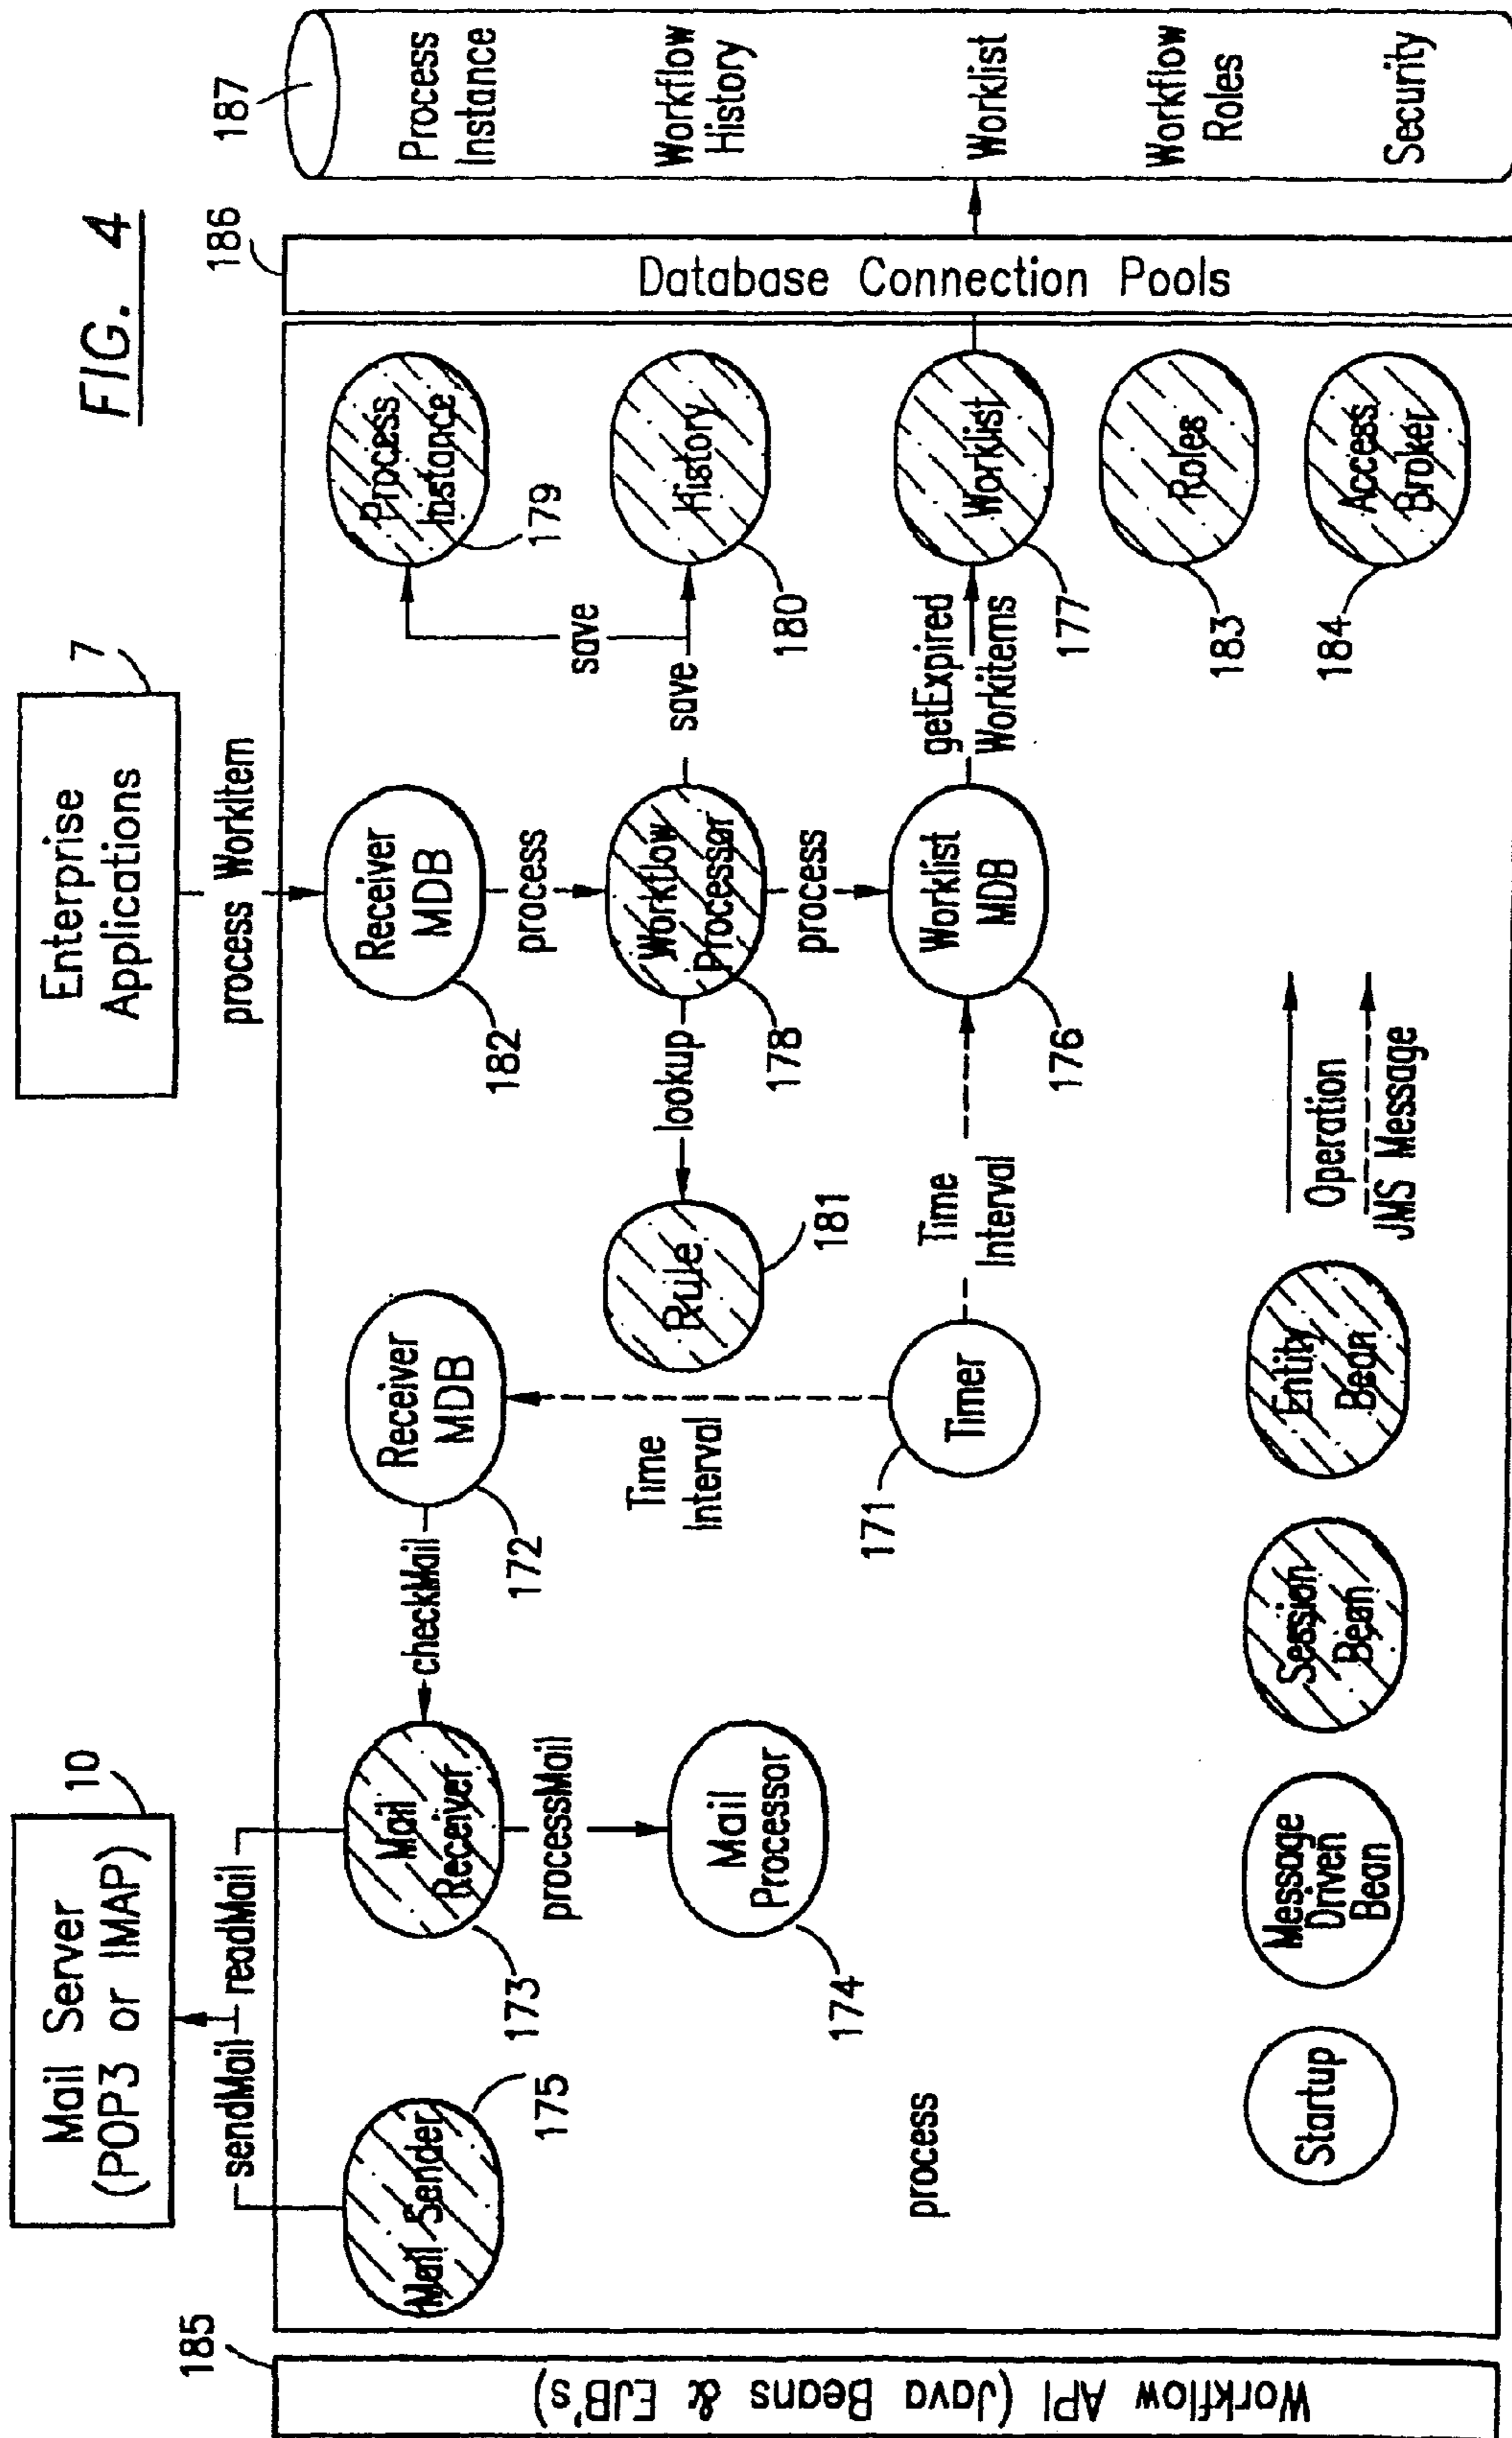 FIG. 4
Mail Server
(POP3 or IMAP)
10
Enterprise
Applications
7
sendMail
readMail
process WorkItem
185
Workflow API (Java Beans & EJB's)
Mail Sender
175
Mail
Receiver
173
checkMail
Receiver
MDB
172
Receiver
MDB
182
Process
Instance
179
processMail
Mail
Processor
174
Time
Interval
process
save
Rule
181
lookup
Workflow
Processor
178
save
History
180
process
process
Timer
171
Time
Interval
Worklist
MDB
176
getExpired
Workitems
Worklist
177
Roles
183
Access
Broker
184
Startup
Message
Driven
Bean
Session
Bean
Entity
Bean
Operation
JMS Message
186
Database Connection Pools
187
Process
Instance
Workflow
History
Worklist
Workflow
Roles
Security